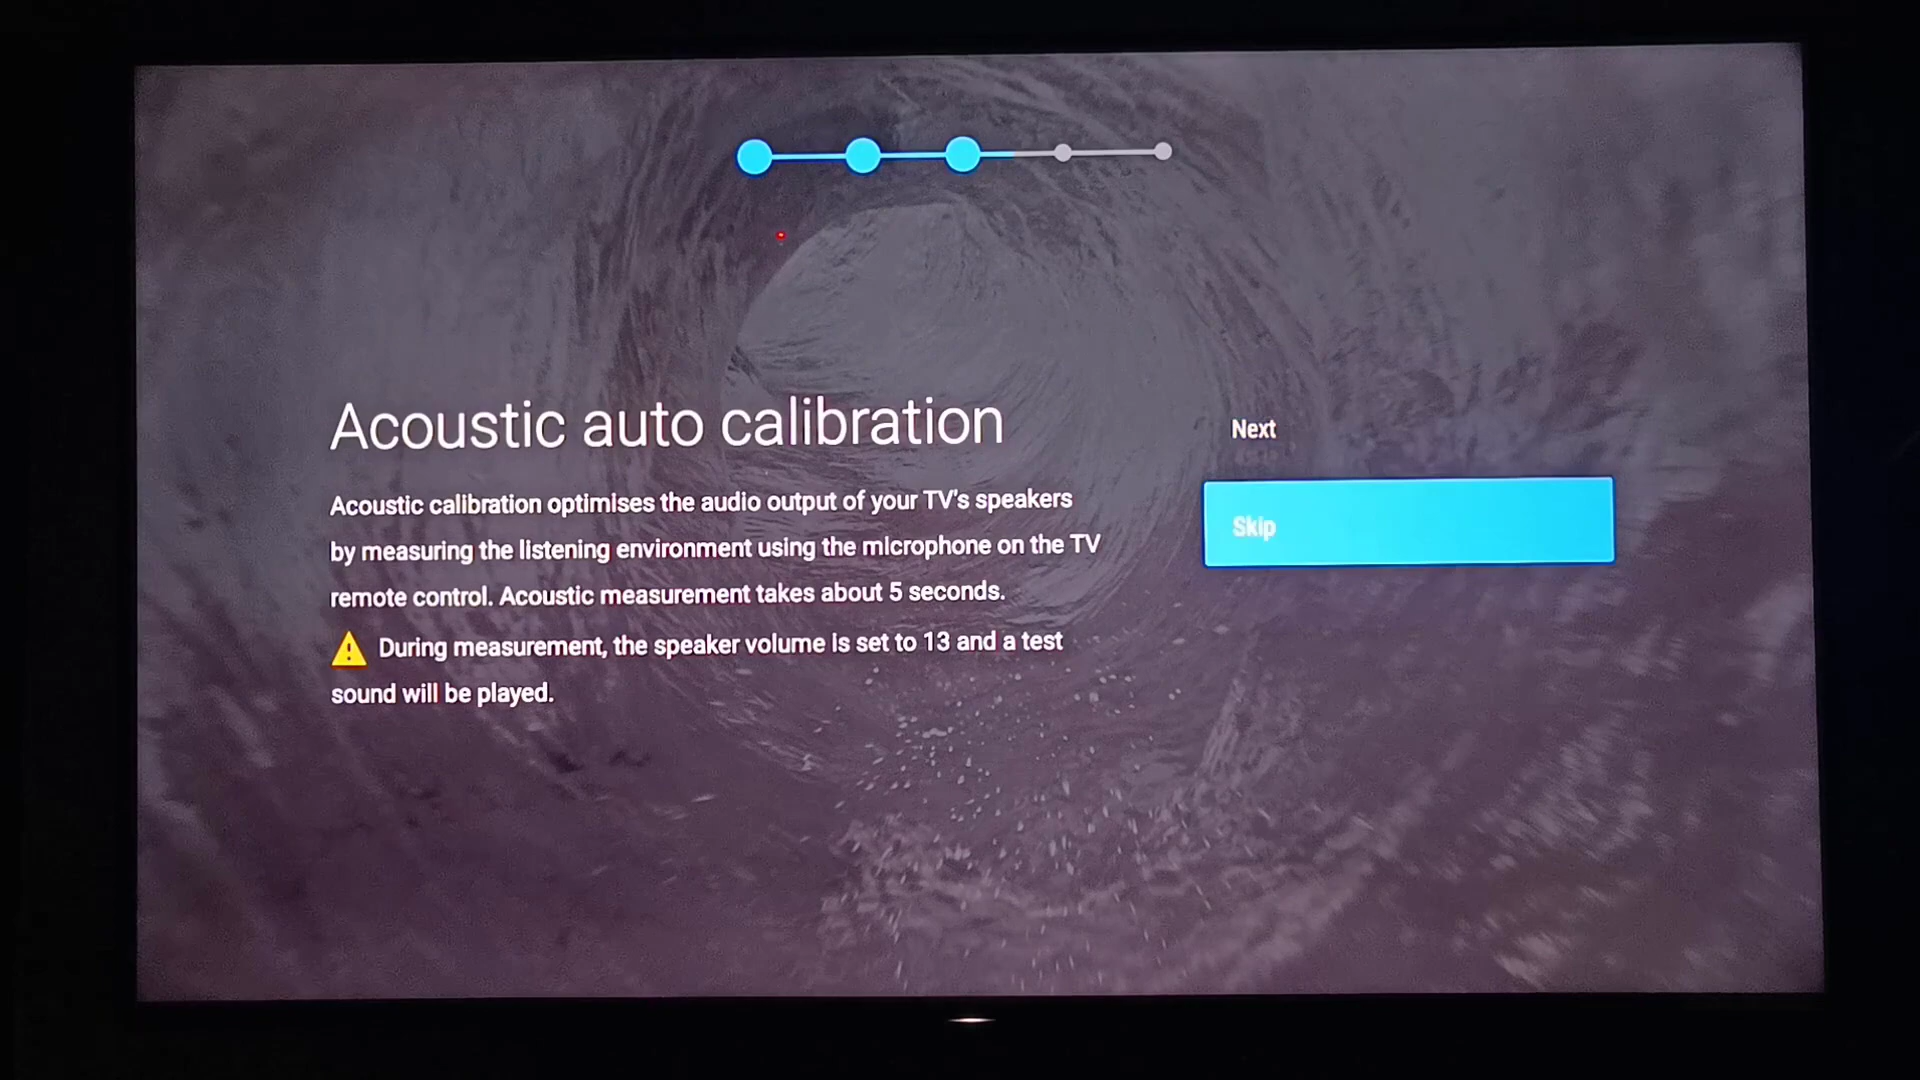 Acoustic auto calibration
Acoustic calibration optimises the audio output of your TV's speakers
by measuring the listening environment using the microphone on the TV
remote control. Acoustic measurement takes about 5 seconds.
During measurement, the speaker volume is set to 13 and a test
sound will be played.
Next
Skip